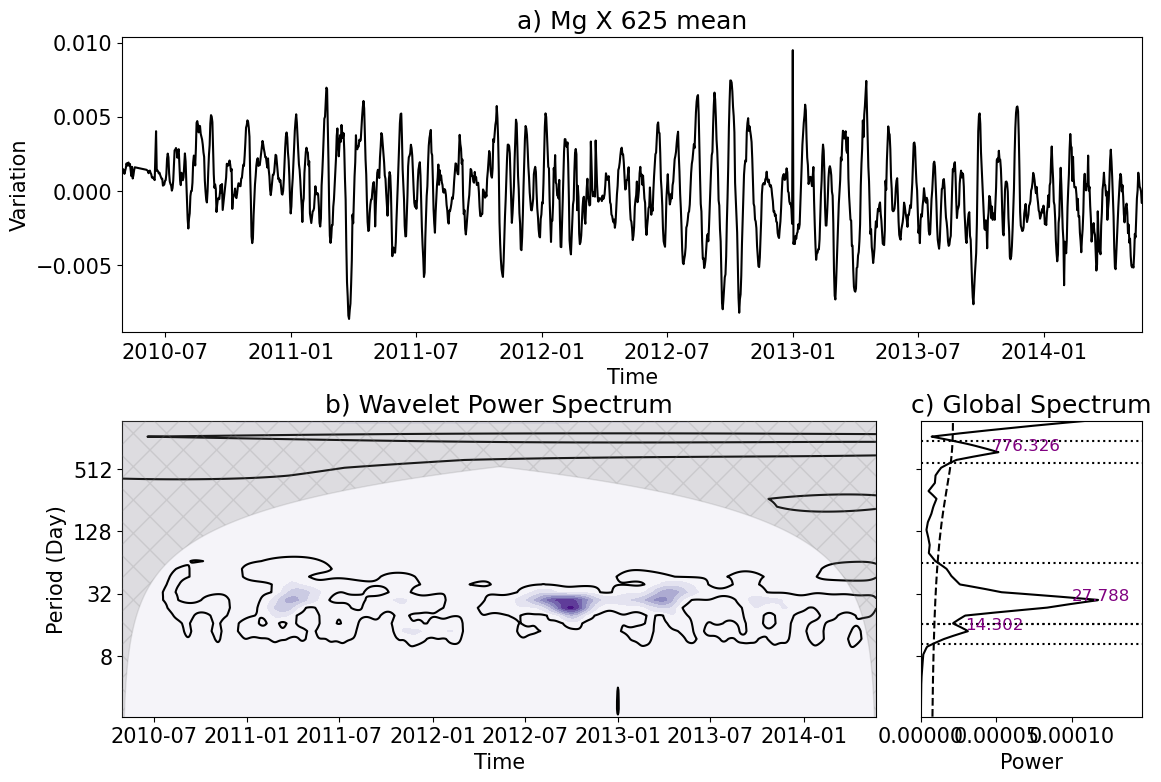 a) Mg X 625 mean
0.010
0.005
0.000
−0.005
Variation
2010-07 2011-01 2011-07 2012-01 2012-07 2013-01 2013-07 2014-01
Time
b) Wavelet Power Spectrum
c) Global Spectrum
512
128
32
8
Period (Day)
776.326
27.788
14.302
2010-07 2011-01 2011-07 2012-01 2012-07 2013-01 2013-07 2014-01
Time
0.00000 0.00005 0.00010
Power